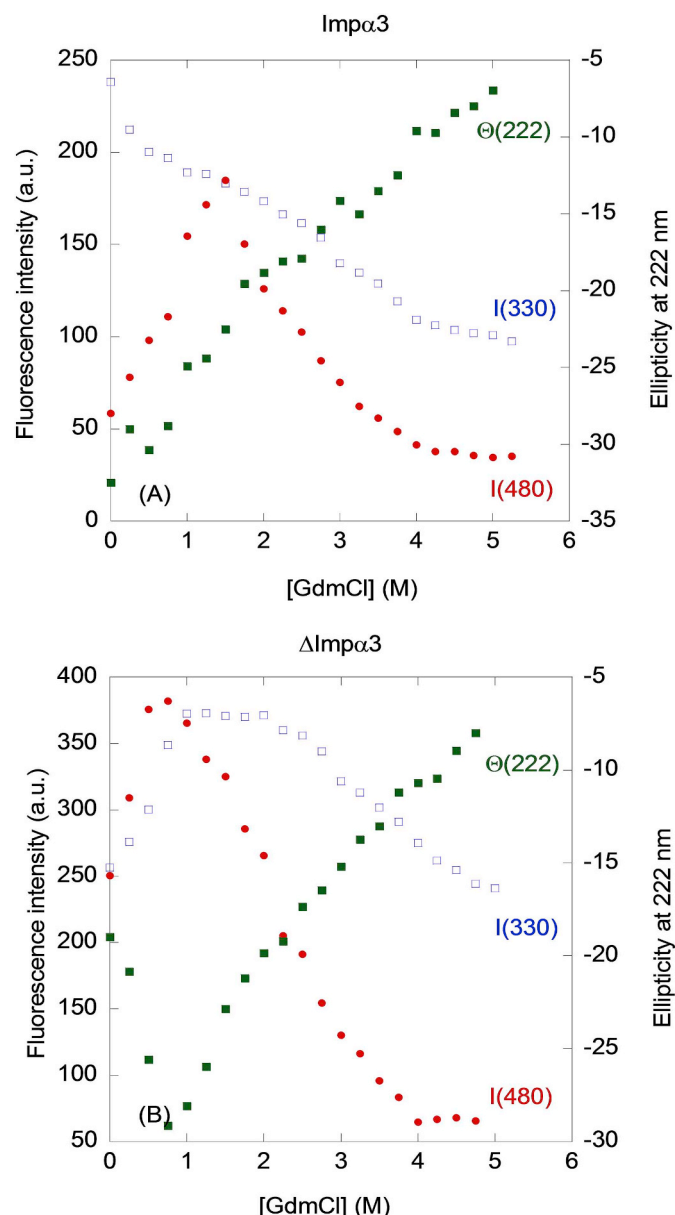 Impα3
250
200
150
100
50
0
Fluorescence intensity (a.u.)
-5
-10
-15
-20
-25
-30
-35
Ellipticity at 222 nm
Θ(222)
I(330)
I(480)
(A)
0 1 2 3 4 5 6
[GdmCl] (M)
ΔImpα3
400
350
300
250
200
150
100
50
Fluorescence intensity (a.u.)
-5
-10
-15
-20
-25
-30
Ellipticity at 222 nm
Θ(222)
I(330)
I(480)
(B)
0 1 2 3 4 5 6
[GdmCl] (M)